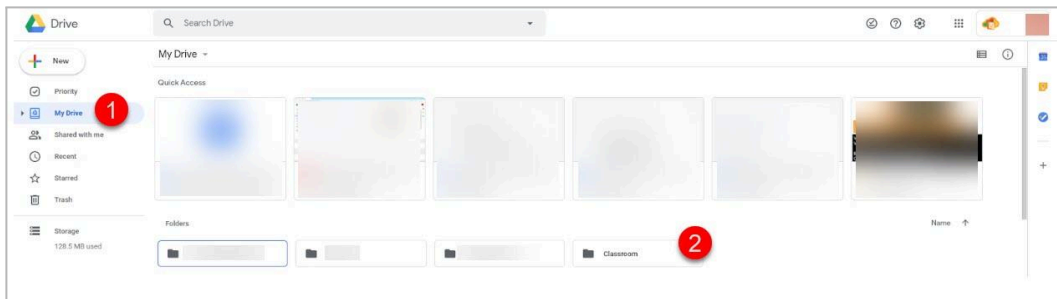 Drive
Search Drive
New
My Drive
Priority
My Drive
1
Shared with me
Recent
Starred
Trash
Storage
128.5 MB used
Quick Access
Folders
Name
Classroom
2